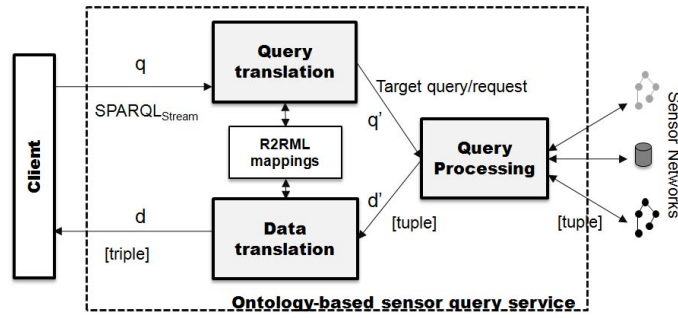 Client
q
SPARQLStream
Query
translation
R2RML
mappings
Data
translation
d
[triple]
Target query/request
q'
Query
Processing
d'
[tuple]
[tuple]
Sensor Networks
Ontology-based sensor query service